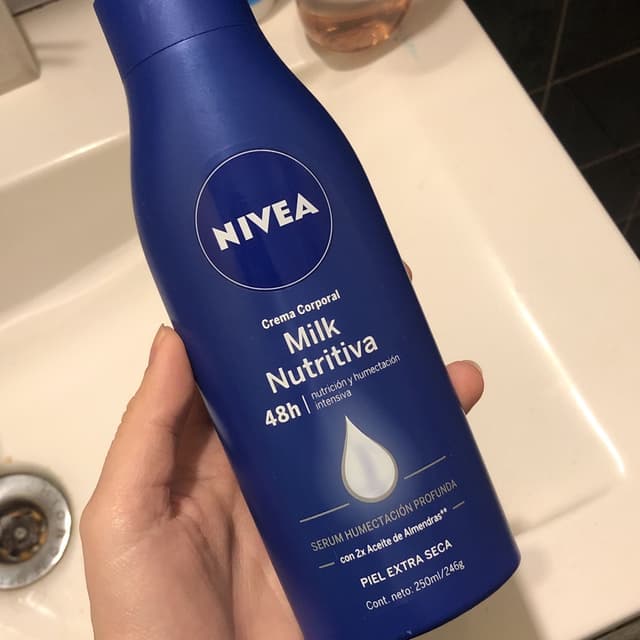 NIVEA
Crema Corporal
Milk
Nutritiva
48h | nutrición y humectación
intensiva
SERUM HUMECTACIÓN PROFUNDA
con 2x Aceite de Almendras**
PIEL EXTRA SECA
Cont. neto: 250ml/246g